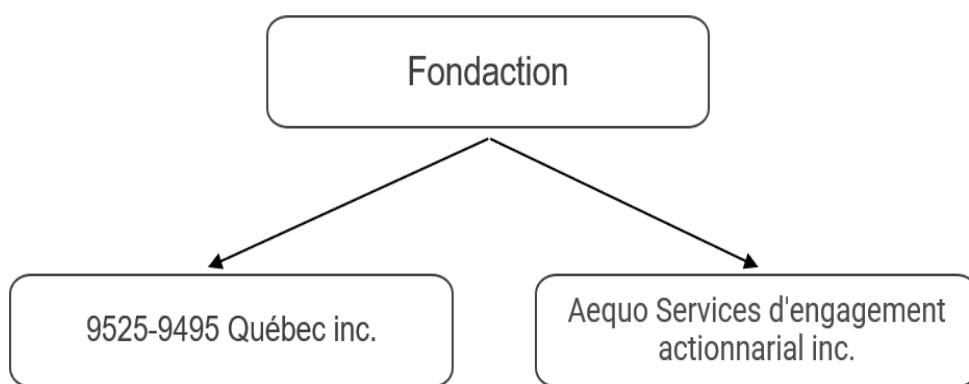 Fondaction
9525-9495 Québec inc.
Aequo Services d'engagement
actionnarial inc.